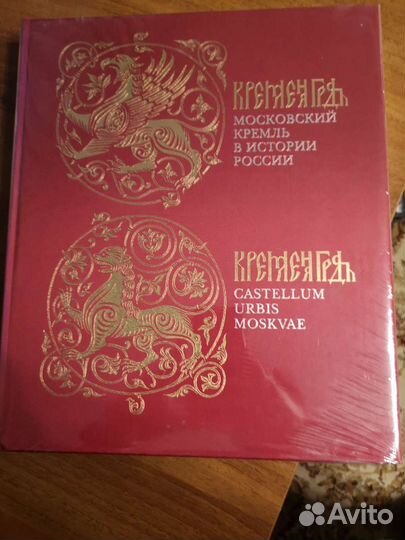 КРЕМЛЕНГРАДЪ
МОСКОВСКИЙ
КРЕМЛЬ
В ИСТОРИИ
РОССИИ
КРЕМЛЕНГРАДЪ
CASTELLUM
URBIS
MOSKVAE
Avito